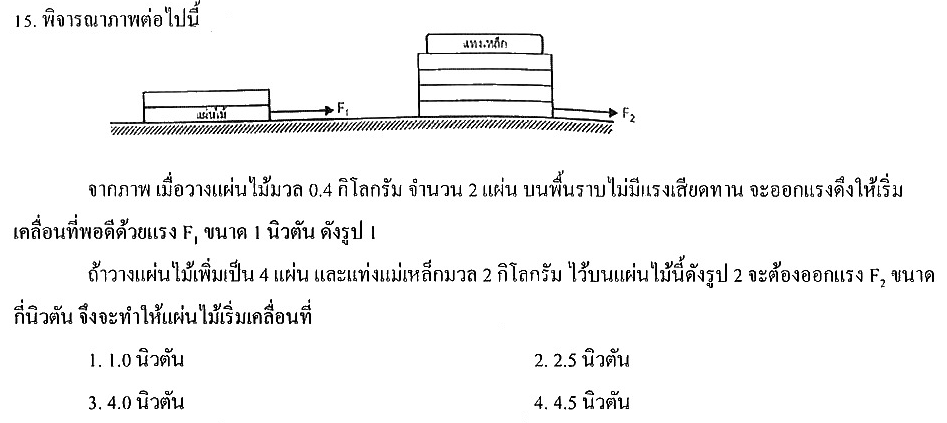 15. พิจารณาภาพต่อไปนี้
แทงเหล็ก
แผ่นไม้
F₁
F₂
จากภาพ เมื่อวางแผ่นไม้มวล 0.4 กิโลกรัม จำนวน 2 แผ่น บนพื้นราบไม่มีแรงเสียดทาน จะออกแรงดึงให้เริ่ม
เคลื่อนที่พอดีด้วยแรง F₁ ขนาด 1 นิวตัน ดังรูป 1
ถ้าวางแผ่นไม้เพิ่มเป็น 4 แผ่น และแท่งแม่เหล็กมวล 2 กิโลกรัม ไว้บนแผ่นไม้นี้ดังรูป 2 จะต้องออกแรง F₂ ขนาด
กี่นิวตัน จึงจะทำให้แผ่นไม้เริ่มเคลื่อนที่
1. 1.0 นิวตัน
2. 2.5 นิวตัน
3. 4.0 นิวตัน
4. 4.5 นิวตัน